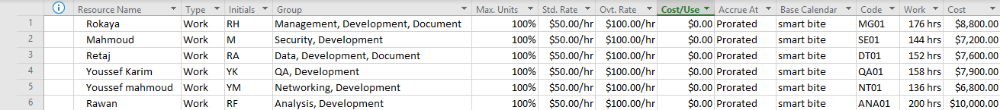 Resource Name Type Initials Group Max. Units Std. Rate Ovt. Rate Cost/Use Accrue At Base Calendar Code Work Cost
1 Rokaya Work RH Management, Development, Document 100% $50.00/hr $100.00/hr $0.00 Prorated smart bite MG01 176 hrs $8,800.00
2 Mahmoud Work M Security, Development 100% $50.00/hr $100.00/hr $0.00 Prorated smart bite SE01 144 hrs $7,200.00
3 Retaj Work RA Data, Development, Document 100% $50.00/hr $100.00/hr $0.00 Prorated smart bite DT01 152 hrs $7,600.00
4 Youssef Karim Work YK QA, Development 100% $50.00/hr $100.00/hr $0.00 Prorated smart bite QA01 158 hrs $7,900.00
5 Youssef mahmoud Work YM Networking, Development 100% $50.00/hr $100.00/hr $0.00 Prorated smart bite NT01 136 hrs $6,800.00
6 Rawan Work RF Analysis, Development 100% $50.00/hr $100.00/hr $0.00 Prorated smart bite ANA01 200 hrs $10,000.00